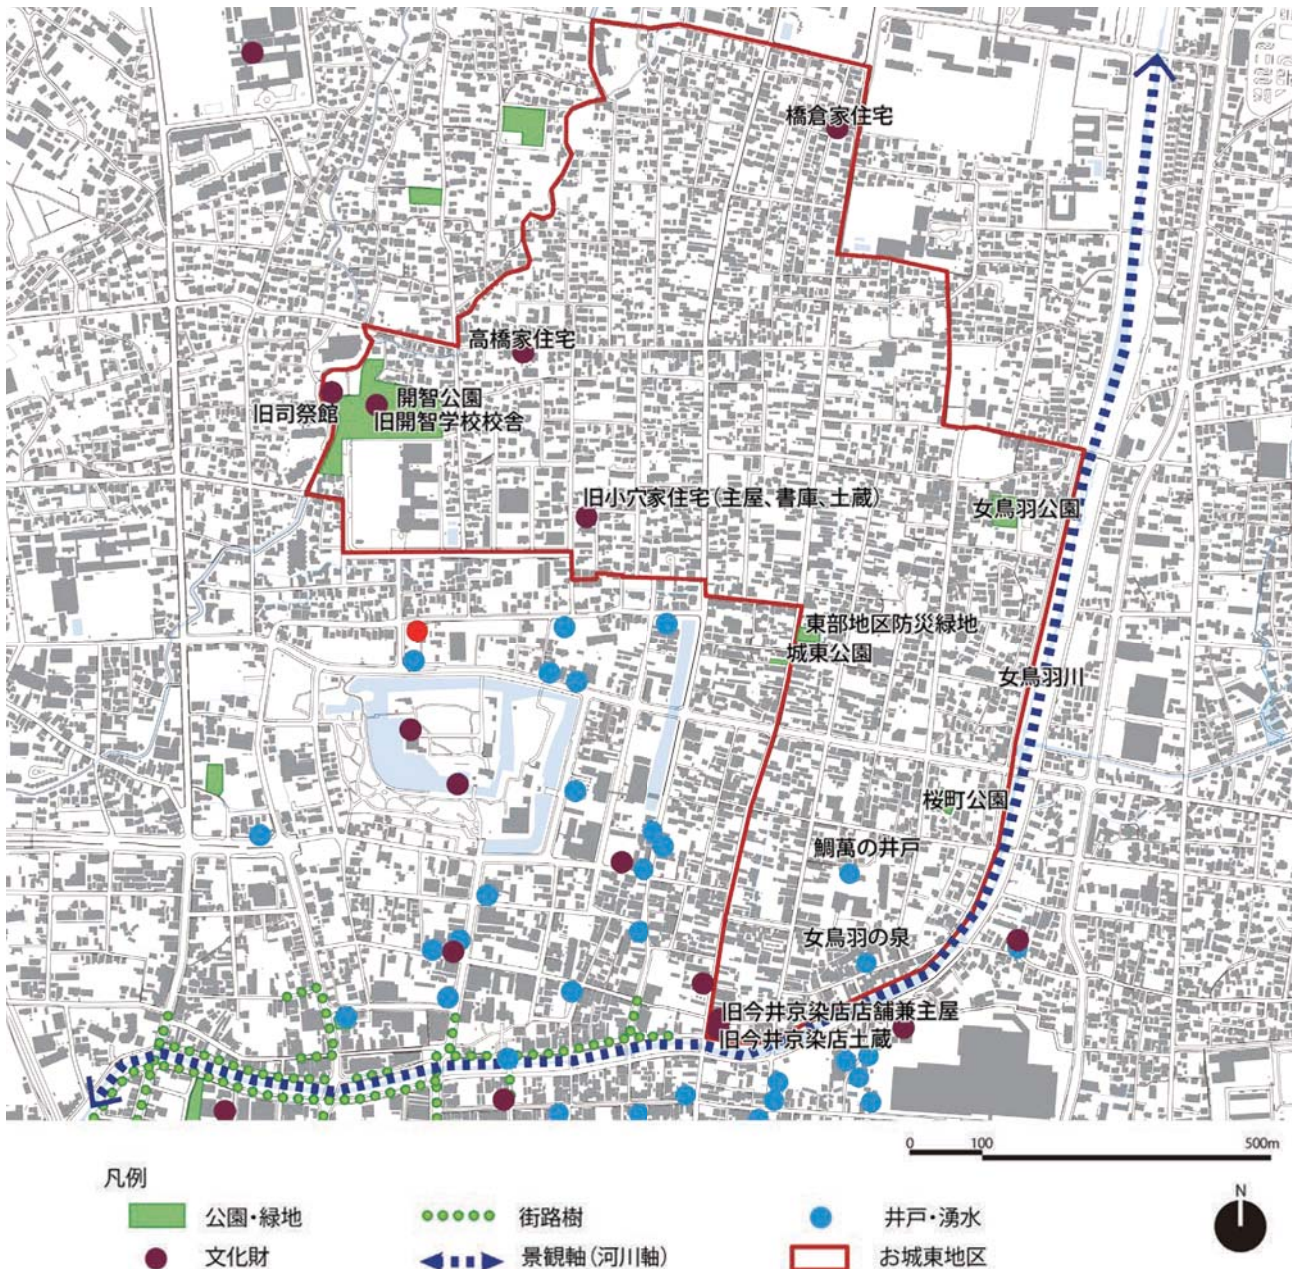 橋倉家住宅
高橋家住宅
開智公園
旧司祭館
旧開智学校校舎
旧小穴家住宅(主屋、書庫、土蔵)
女鳥羽公園
東部地区防災緑地
城東公園
女鳥羽川
桜町公園
鯛萬の井戸
女鳥羽の泉
旧今井京染店店舗兼主屋
旧今井京染店土蔵
0 100 500m
凡例
公園・緑地
街路樹
井戸・湧水
文化財
景観軸(河川軸)
お城東地区
N